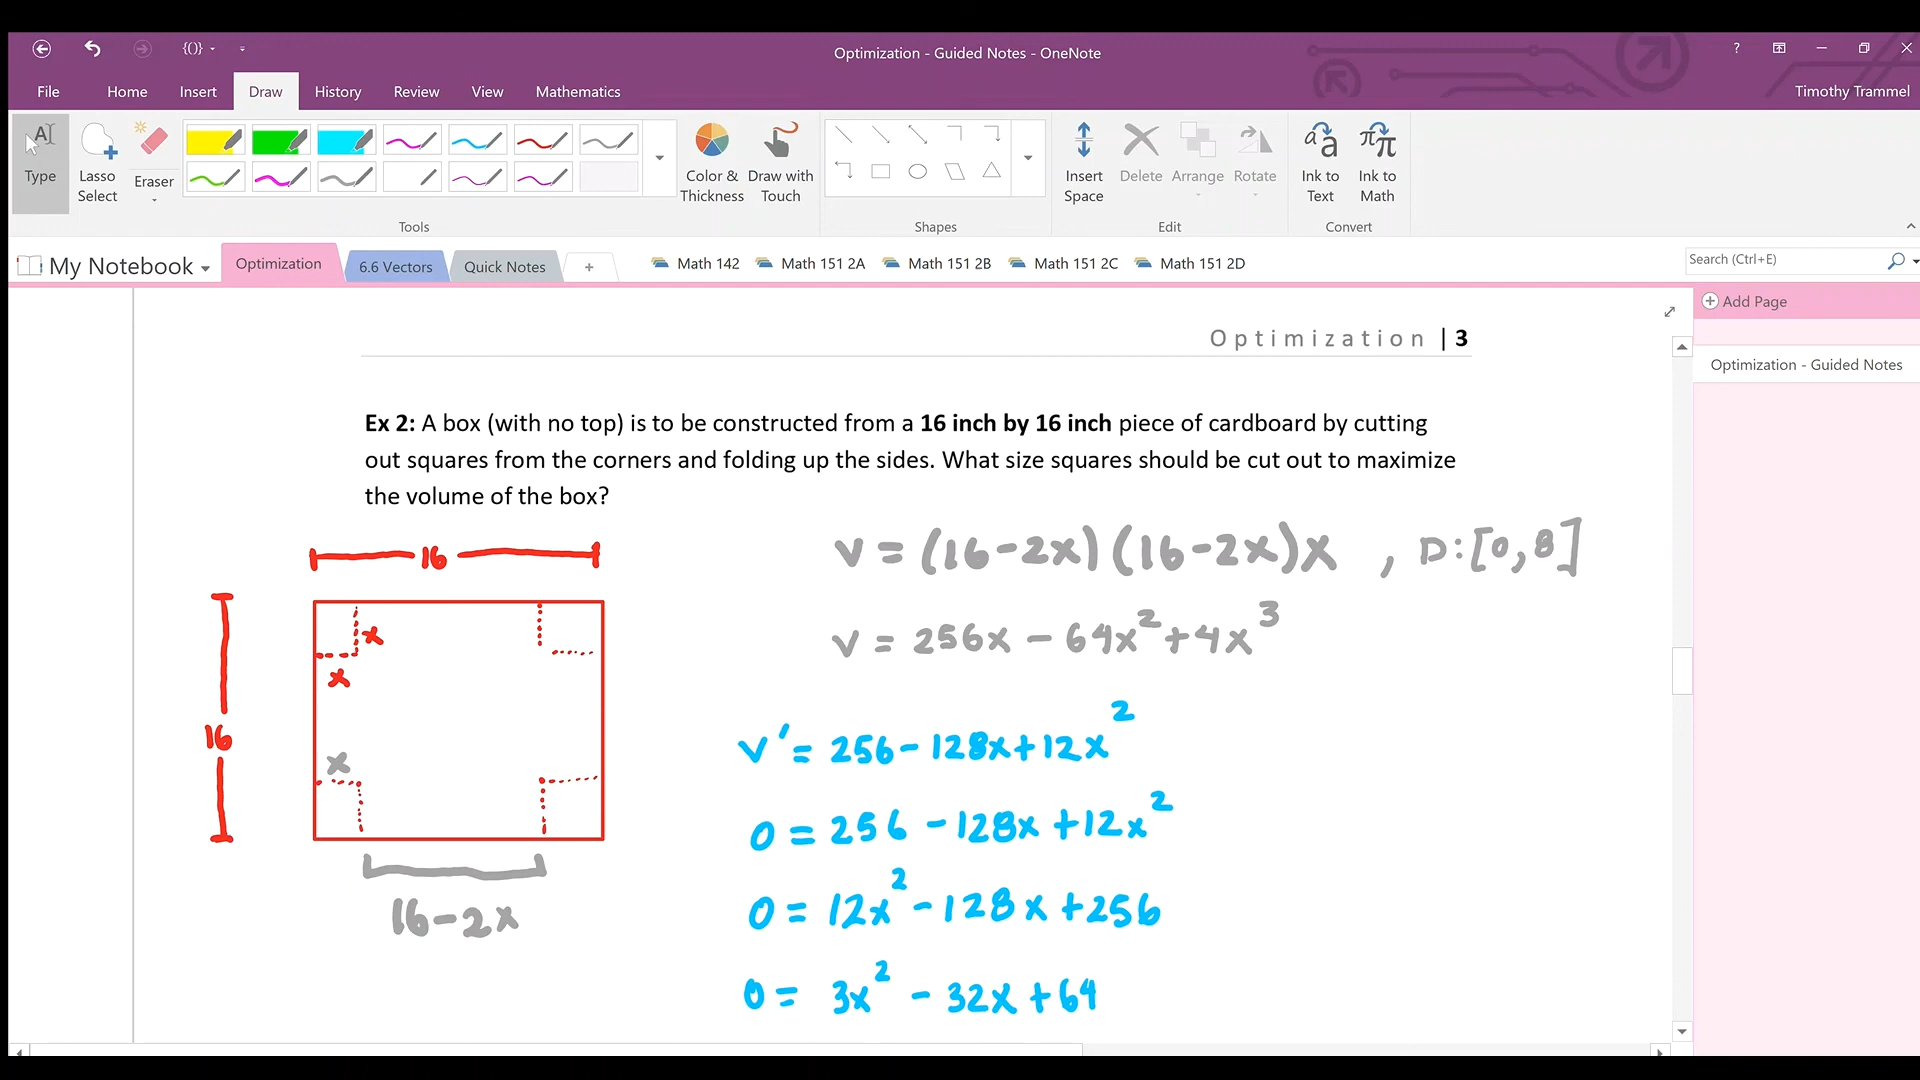 Optimization - Guided Notes - OneNote
?
File Home Insert Draw History Review View Mathematics
Timothy Trammel
Type
Lasso Select
Eraser
Color & Thickness
Draw with Touch
Insert Space
Delete
Arrange
Rotate
Ink to Text
Ink to Math
Tools
Shapes
Edit
Convert
My Notebook
Optimization
6.6 Vectors
Quick Notes
+
Math 142
Math 151 2A
Math 151 2B
Math 151 2C
Math 151 2D
Search (Ctrl+E)
Add Page
Optimization - Guided Notes
Optimization | 3
Ex 2: A box (with no top) is to be constructed from a 16 inch by 16 inch piece of cardboard by cutting
out squares from the corners and folding up the sides. What size squares should be cut out to maximize
the volume of the box?
16
16
x
x
x
16-2x
V = (16-2x)(16-2x)x , D:[0,8]
V = 256x - 64x² + 4x³
V' = 256 - 128x + 12x²
0 = 256 - 128x + 12x²
0 = 12x² - 128x + 256
0 = 3x² - 32x + 64